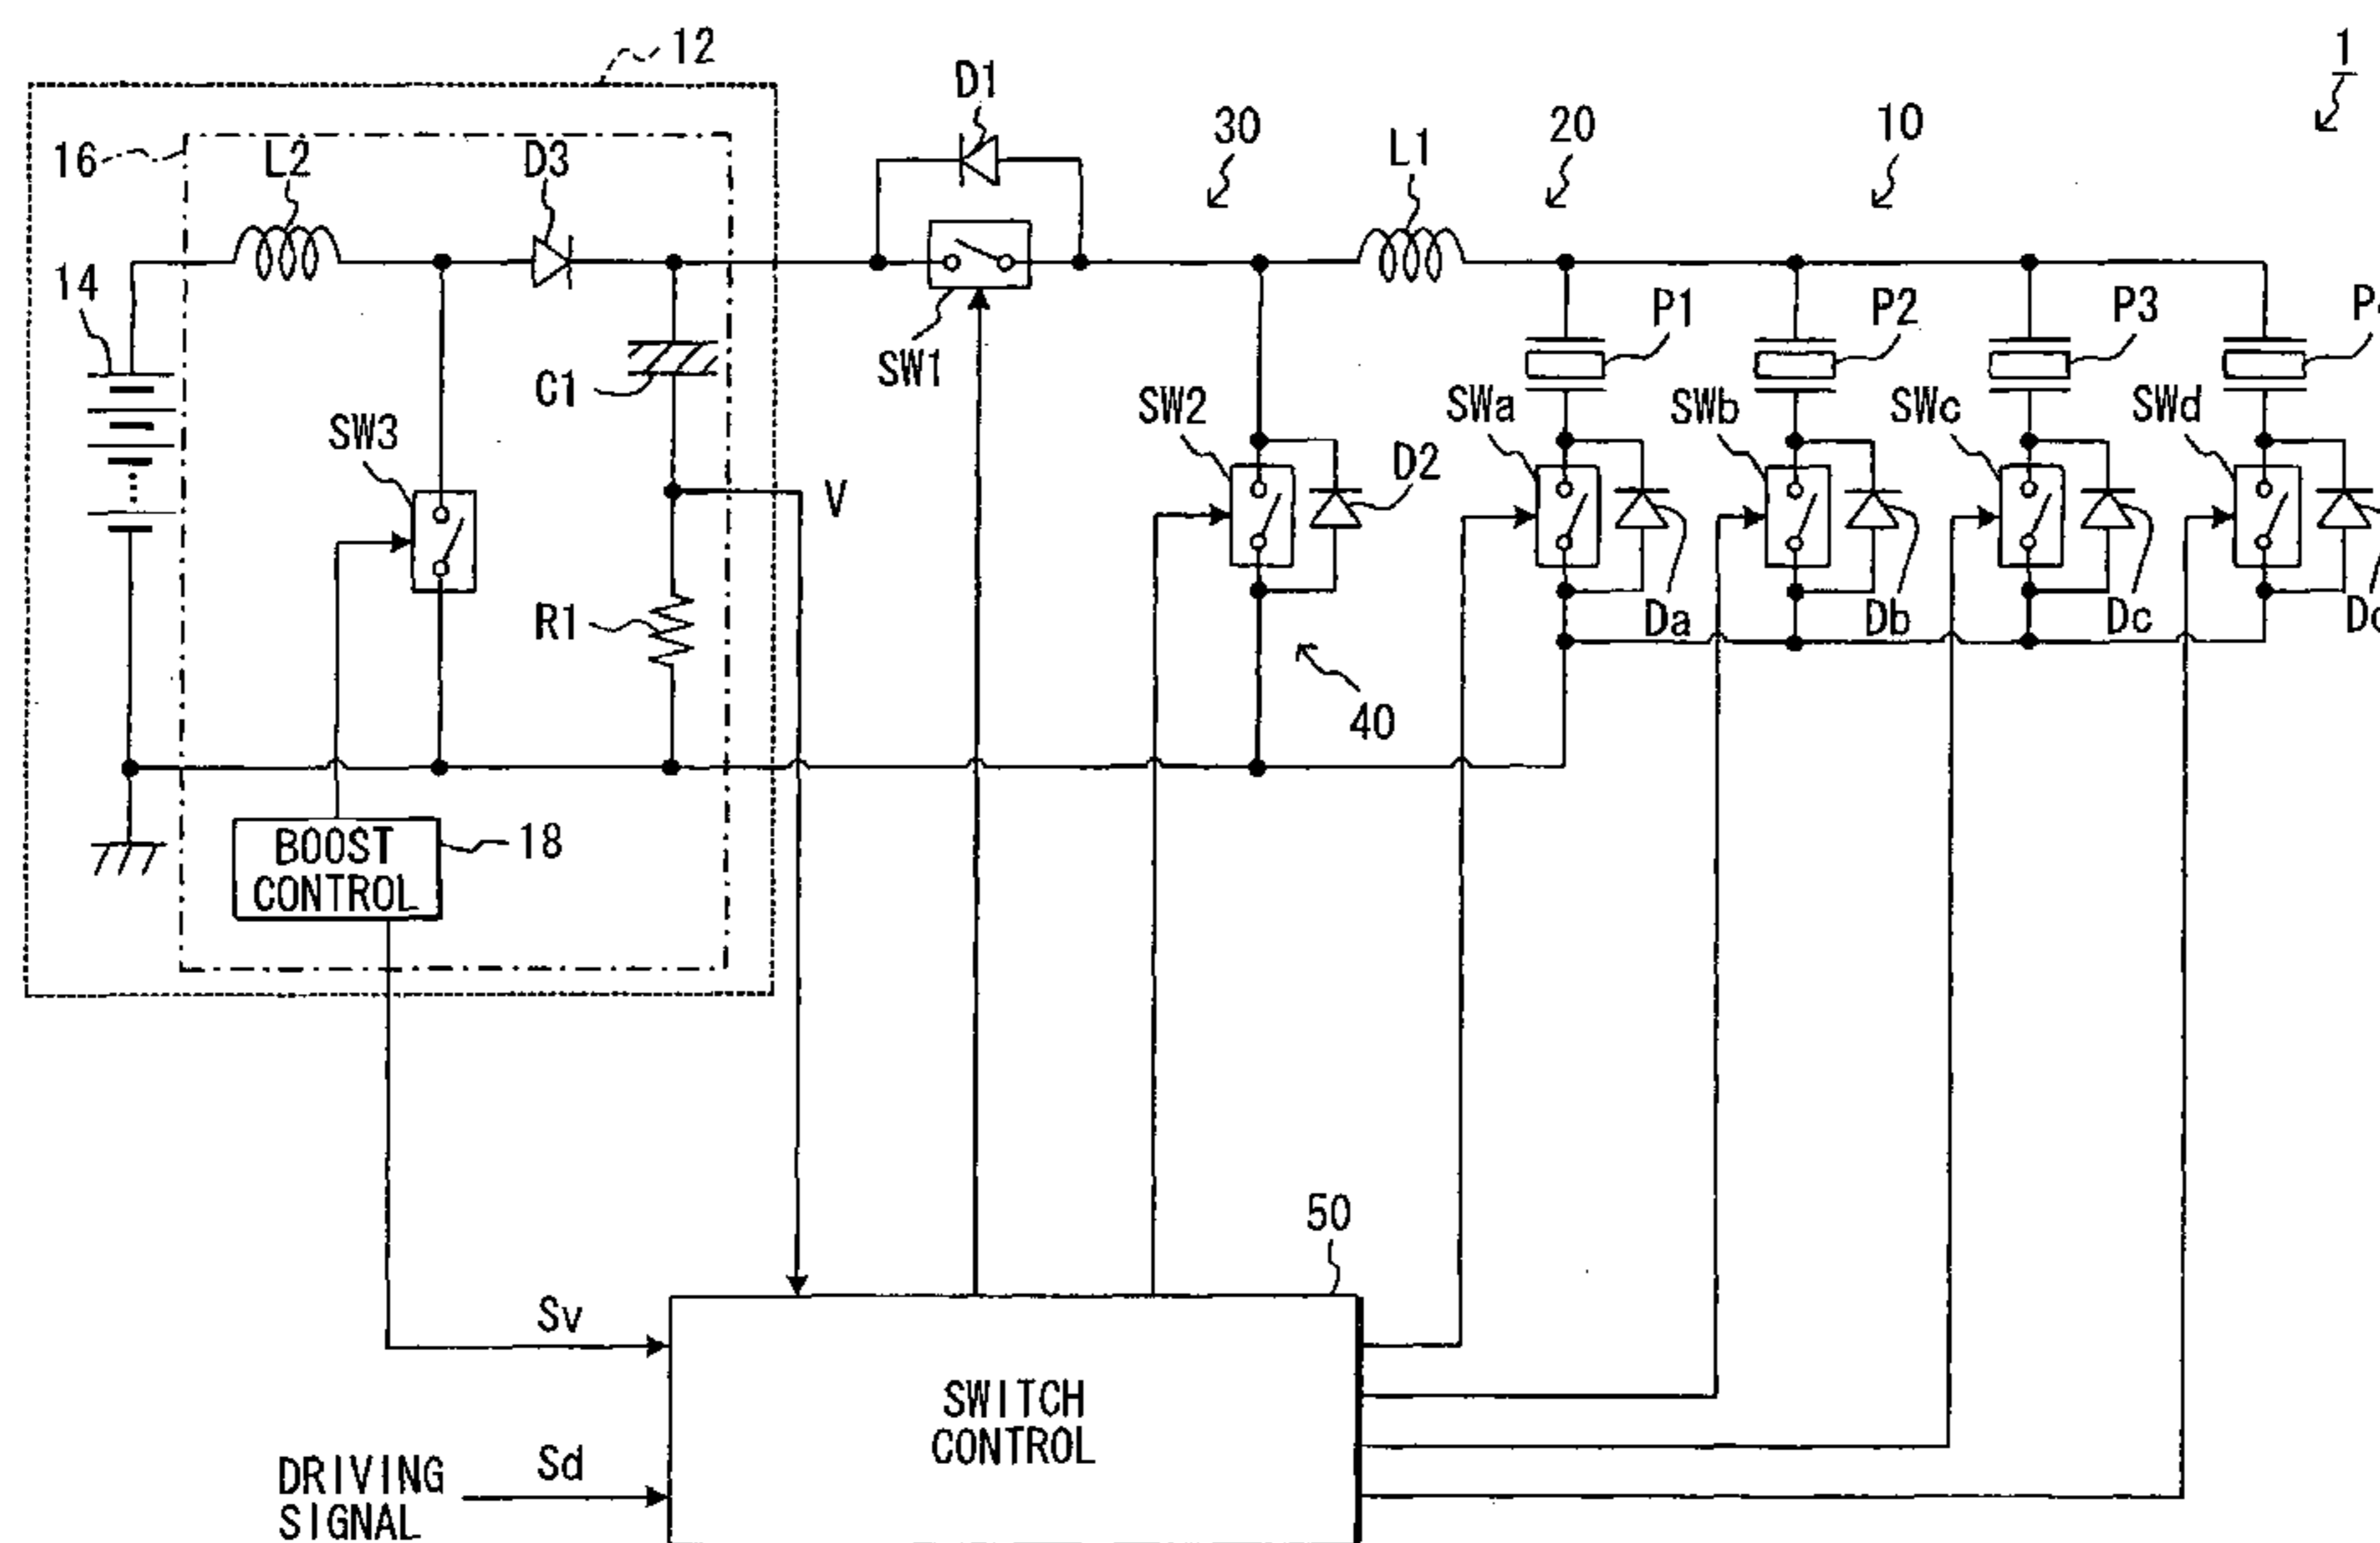 12
D1
1
30
20
10
16
L2
D3
L1
14
P1
P2
P3
C1
SW1
SW3
SW2
SWa
SWb
SWc
SWd
D2
V
R1
Da
Db
Dc
40
BOOST
CONTROL
18
50
Sv
SWITCH
CONTROL
DRIVING
SIGNAL
Sd